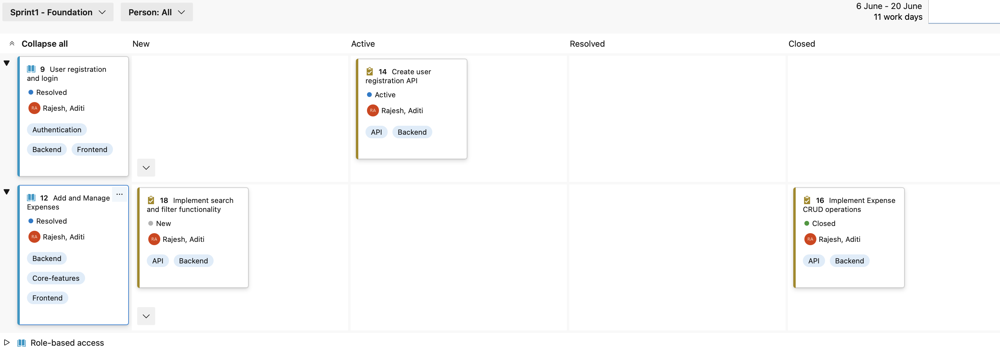 Sprint1 - Foundation
Person: All
6 June - 20 June
11 work days
Collapse all
New
Active
Resolved
Closed
9 User registration
and login
Resolved
RA Rajesh, Aditi
Authentication
Backend Frontend
14 Create user
registration API
Active
RA Rajesh, Aditi
API Backend
12 Add and Manage
Expenses
Resolved
RA Rajesh, Aditi
Backend
Core-features
Frontend
18 Implement search
and filter functionality
New
RA Rajesh, Aditi
API Backend
16 Implement Expense
CRUD operations
Closed
RA Rajesh, Aditi
API Backend
Role-based access